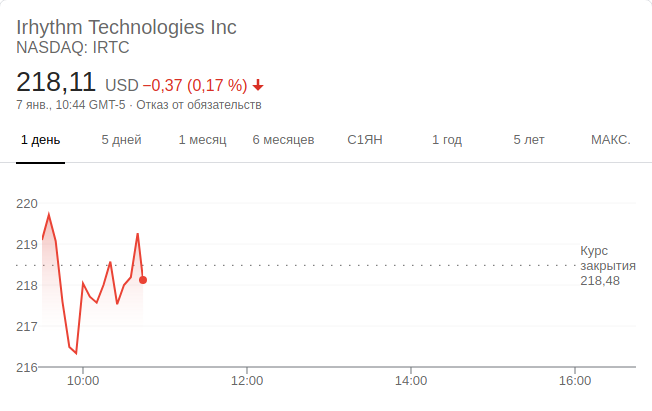 Irhythm Technologies Inc
NASDAQ: IRTC
218,11 USD −0,37 (0,17 %)
7 янв., 10:44 GMT-5 · Отказ от обязательств
1 день 5 дней 1 месяц 6 месяцев С1ЯН 1 год 5 лет МАКС.
220
219
Курс
закрытия
218,48
218
217
216
10:00 12:00 14:00 16:00